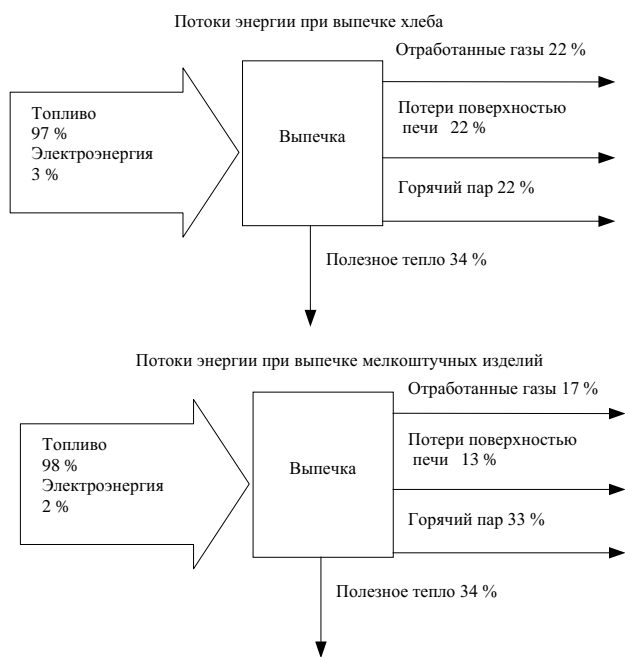 Потоки энергии при выпечке хлеба
Отработанные газы 22 %
Топливо
97 %
Электроэнергия
3 %
Выпечка
Потери поверхностью
печи 22 %
Горячий пар 22 %
Полезное тепло 34 %
Потоки энергии при выпечке мелкоштучных изделий
Отработанные газы 17 %
Топливо
98 %
Электроэнергия
2 %
Выпечка
Потери поверхностью
печи 13 %
Горячий пар 33 %
Полезное тепло 34 %